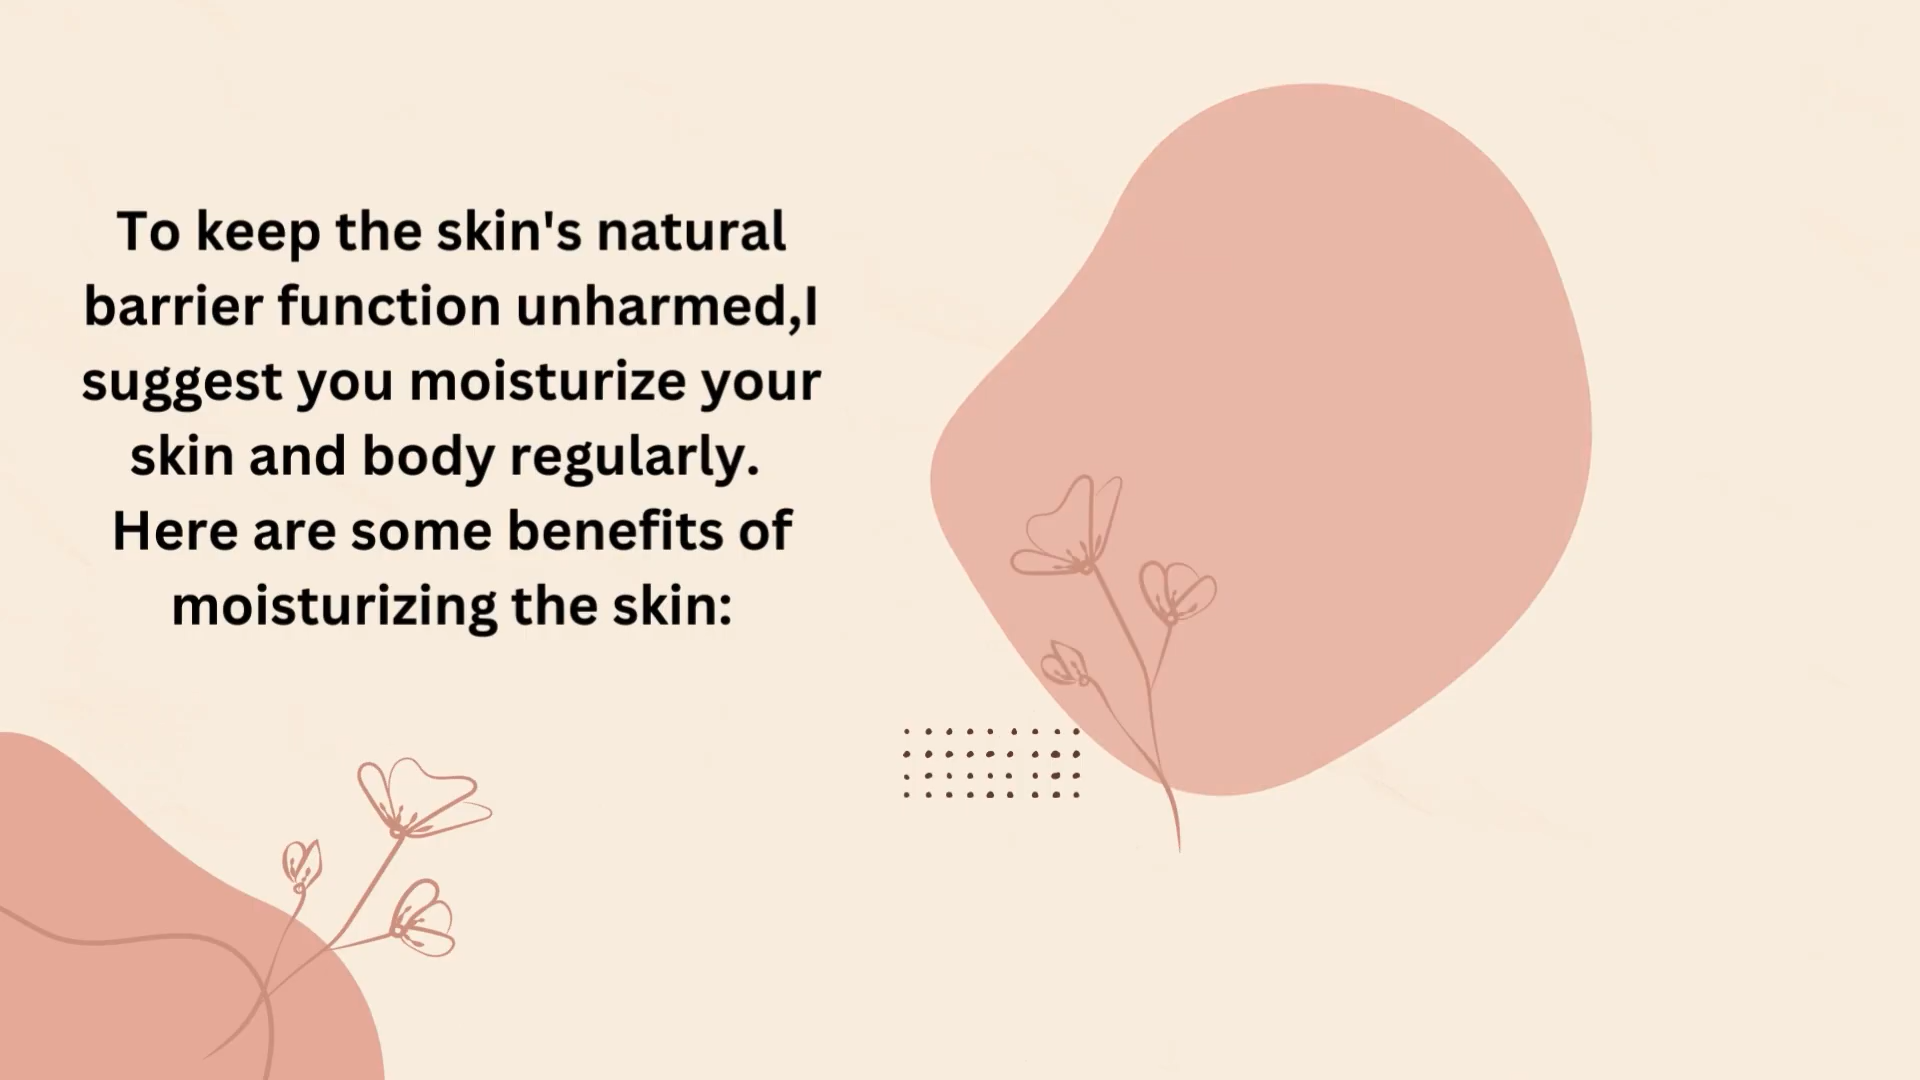 To keep the skin's natural
barrier function unharmed,I
suggest you moisturize your
skin and body regularly.
Here are some benefits of
moisturizing the skin: